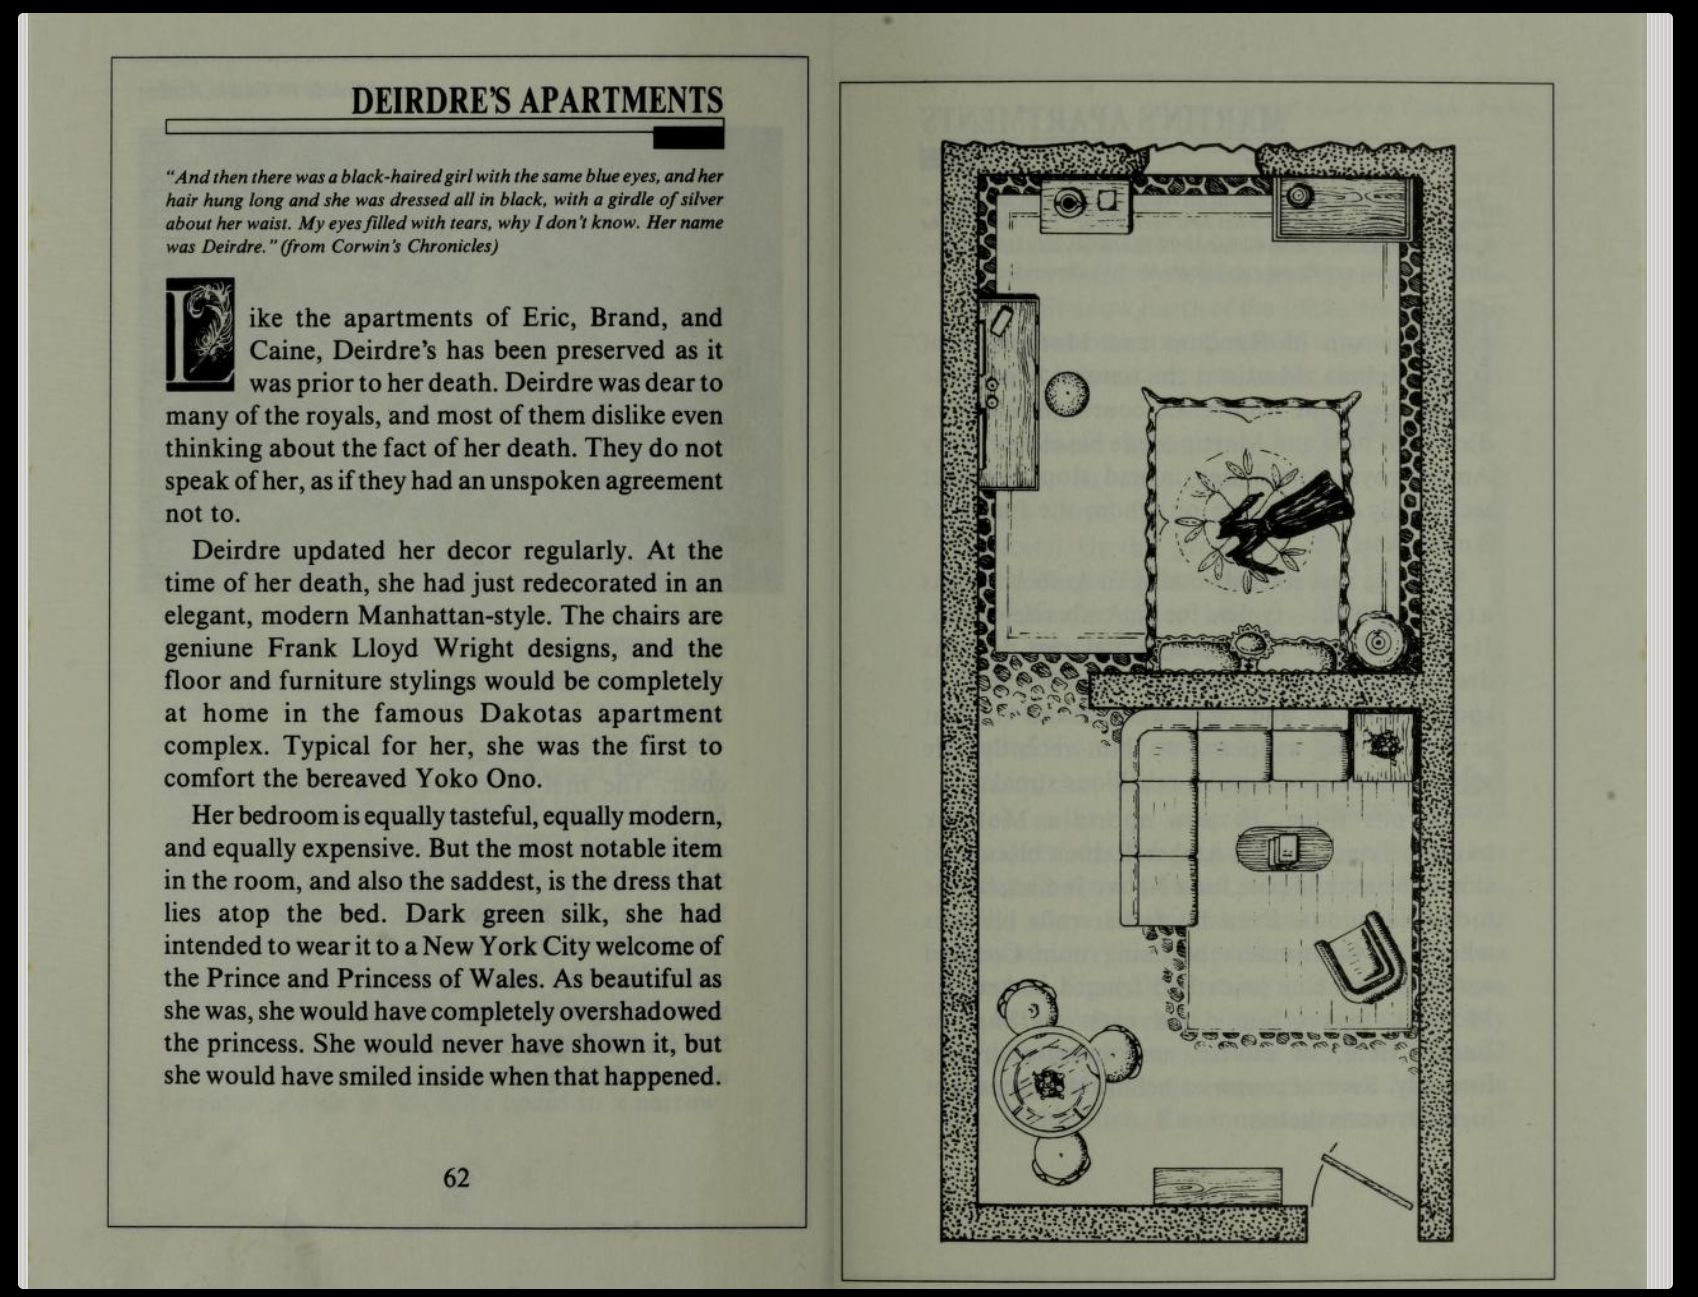 DEIRDRE'S APARTMENTS
"And then there was a black-haired girl with the same blue eyes, and her
hair hung long and she was dressed all in black, with a girdle of silver
about her waist. My eyes filled with tears, why I don't know. Her name
was Deirdre." (from Corwin's Chronicles)
Like the apartments of Eric, Brand, and
Caine, Deirdre's has been preserved as it
was prior to her death. Deirdre was dear to
many of the royals, and most of them dislike even
thinking about the fact of her death. They do not
speak of her, as if they had an unspoken agreement
not to.
Deirdre updated her decor regularly. At the
time of her death, she had just redecorated in an
elegant, modern Manhattan-style. The chairs are
geniune Frank Lloyd Wright designs, and the
floor and furniture stylings would be completely
at home in the famous Dakotas apartment
complex. Typical for her, she was the first to
comfort the bereaved Yoko Ono.
Her bedroom is equally tasteful, equally modern,
and equally expensive. But the most notable item
in the room, and also the saddest, is the dress that
lies atop the bed. Dark green silk, she had
intended to wear it to a New York City welcome of
the Prince and Princess of Wales. As beautiful as
she was, she would have completely overshadowed
the princess. She would never have shown it, but
she would have smiled inside when that happened.
62